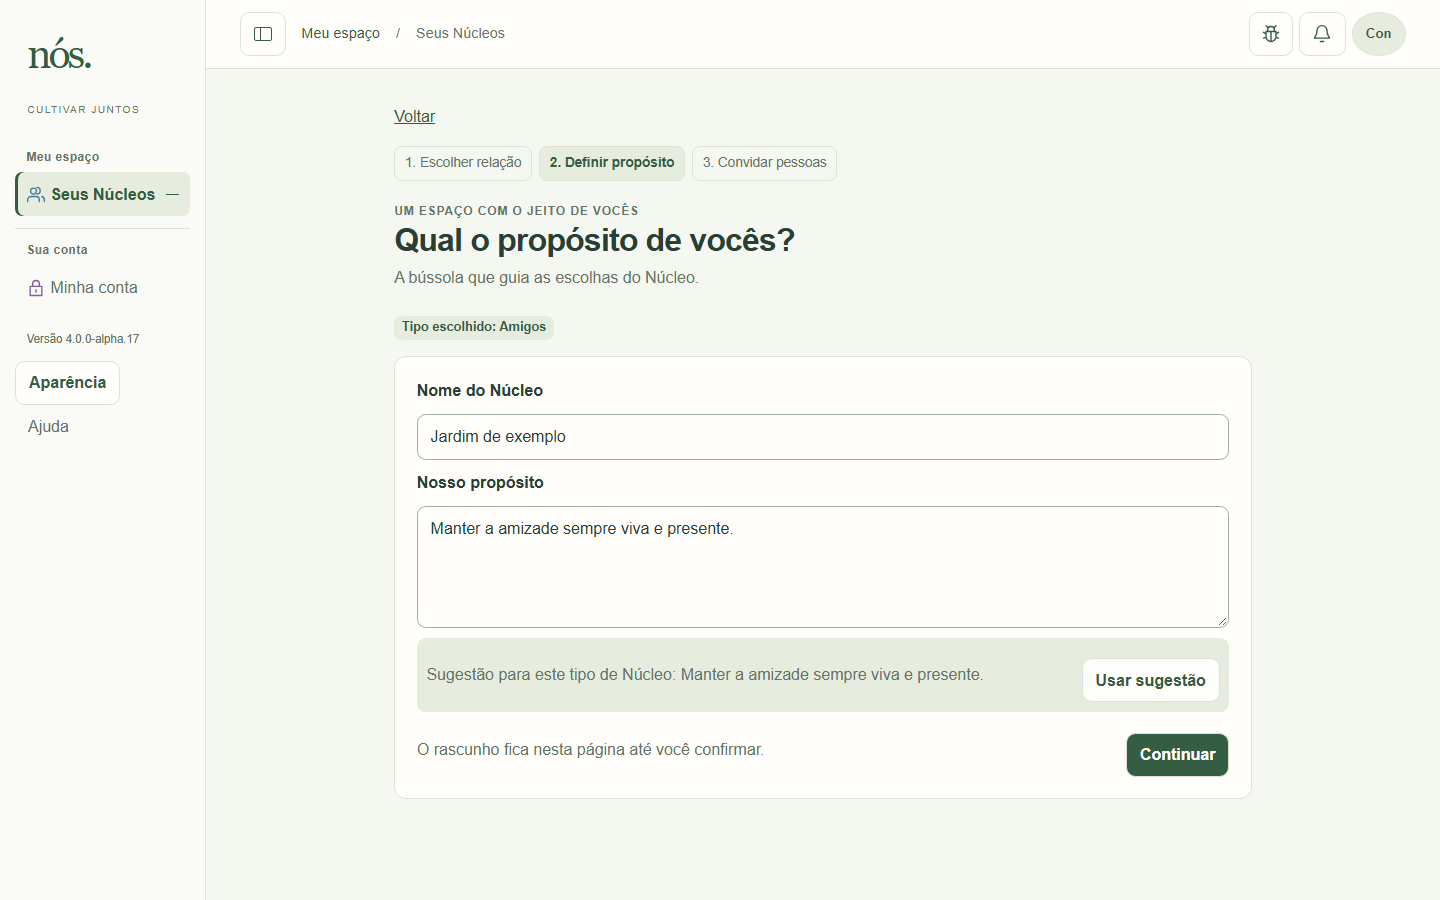 nós.
CULTIVAR JUNTOS
Meu espaço
Seus Núcleos
Sua conta
Minha conta
Versão 4.0.0-alpha.17
Aparência
Ajuda
Meu espaço / Seus Núcleos
Con
Voltar
1. Escolher relação
2. Definir propósito
3. Convidar pessoas
UM ESPAÇO COM O JEITO DE VOCÊS
Qual o propósito de vocês?
A bússola que guia as escolhas do Núcleo.
Tipo escolhido: Amigos
Nome do Núcleo
Jardim de exemplo
Nosso propósito
Manter a amizade sempre viva e presente.
Sugestão para este tipo de Núcleo: Manter a amizade sempre viva e presente.
Usar sugestão
O rascunho fica nesta página até você confirmar.
Continuar